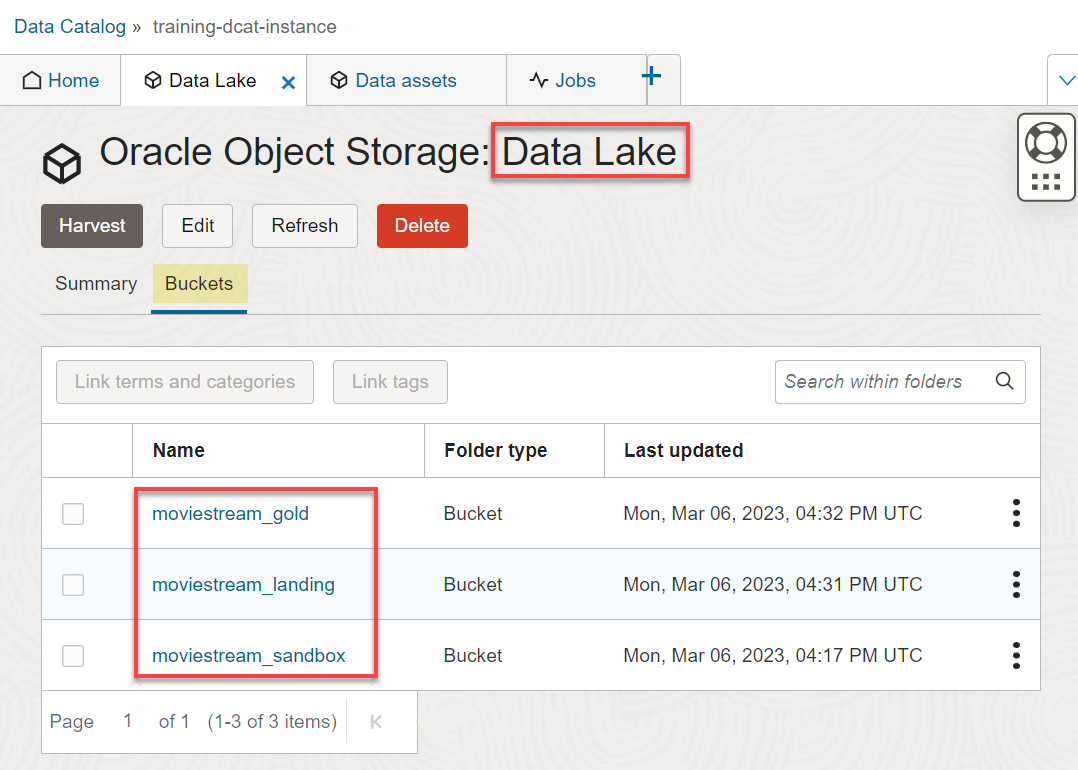 Data Catalog » training-dcat-instance
Home Data Lake Data assets Jobs
Oracle Object Storage: Data Lake
Harvest Edit Refresh Delete
Summary Buckets
Link terms and categories Link tags Search within folders
Name Folder type Last updated
moviestream_gold Bucket Mon, Mar 06, 2023, 04:32 PM UTC
moviestream_landing Bucket Mon, Mar 06, 2023, 04:31 PM UTC
moviestream_sandbox Bucket Mon, Mar 06, 2023, 04:17 PM UTC
Page 1 of 1 (1-3 of 3 items)